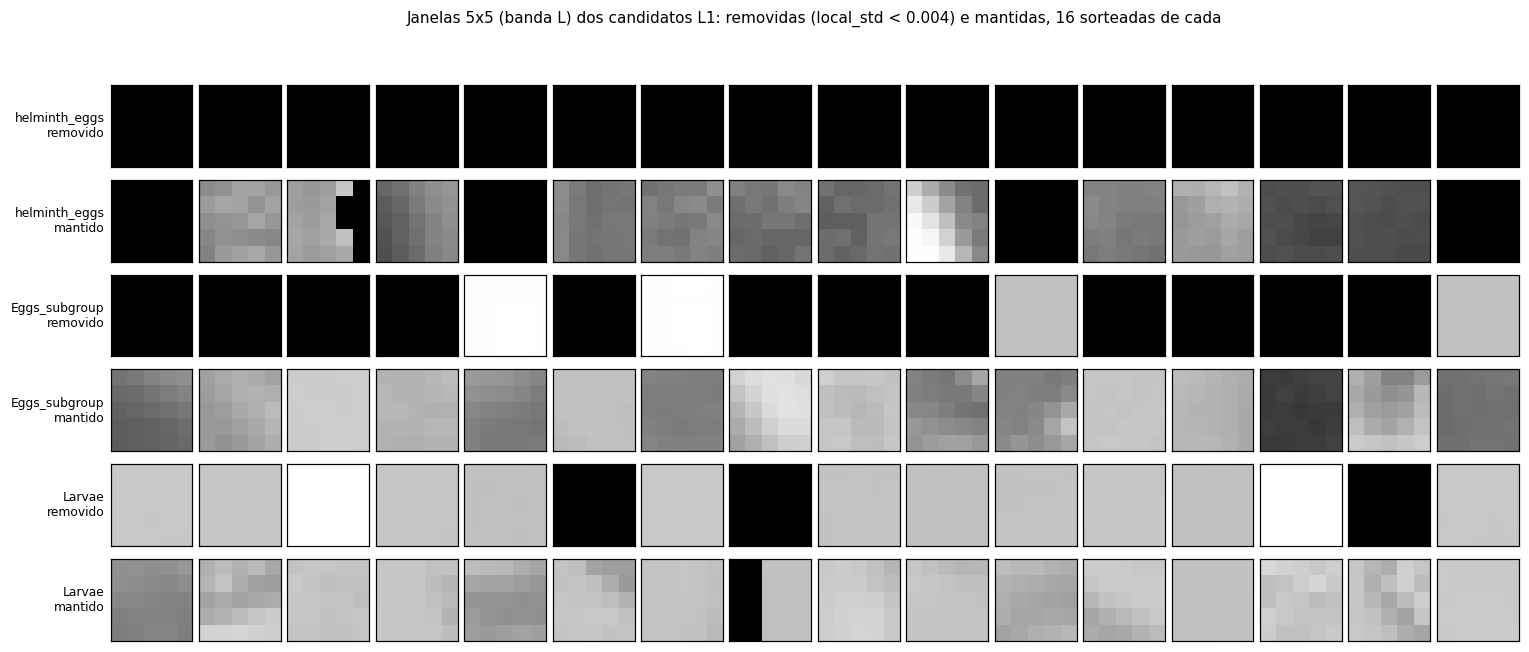 Janelas 5x5 (banda L) dos candidatos L1: removidas (local_std < 0.004) e mantidas, 16 sorteadas de cada
helminth_eggs
removido
helminth_eggs
mantido
Eggs_subgroup
removido
Eggs_subgroup
mantido
Larvae
removido
Larvae
mantido